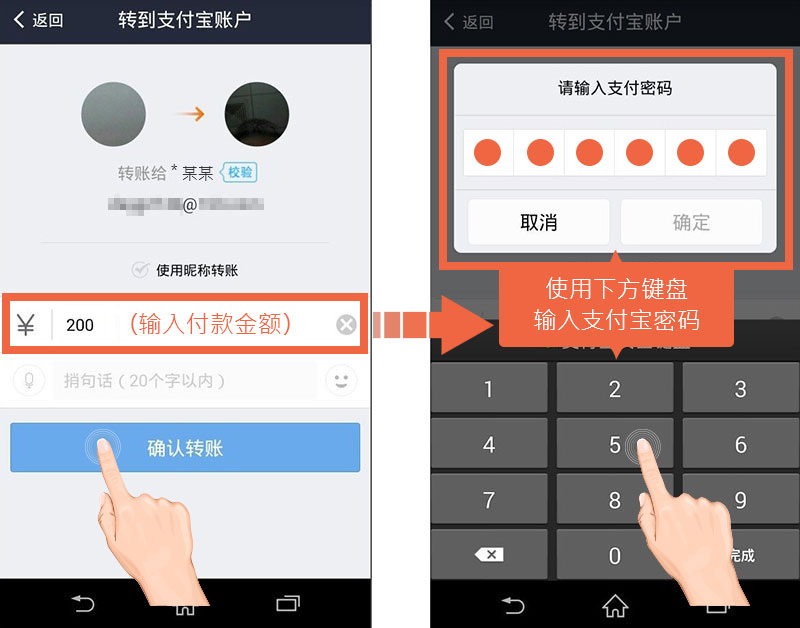 返回
转到支付宝账户
转账给 * 某某 校验
@
使用昵称转账
¥ 200 (输入付款金额)
捎句话(20个字以内)
确认转账
返回
转到支付宝账户
请输入支付密码
取消
确定
使用下方键盘
输入支付宝密码
1 2 3
4 5 6
7 8 9
0 完成